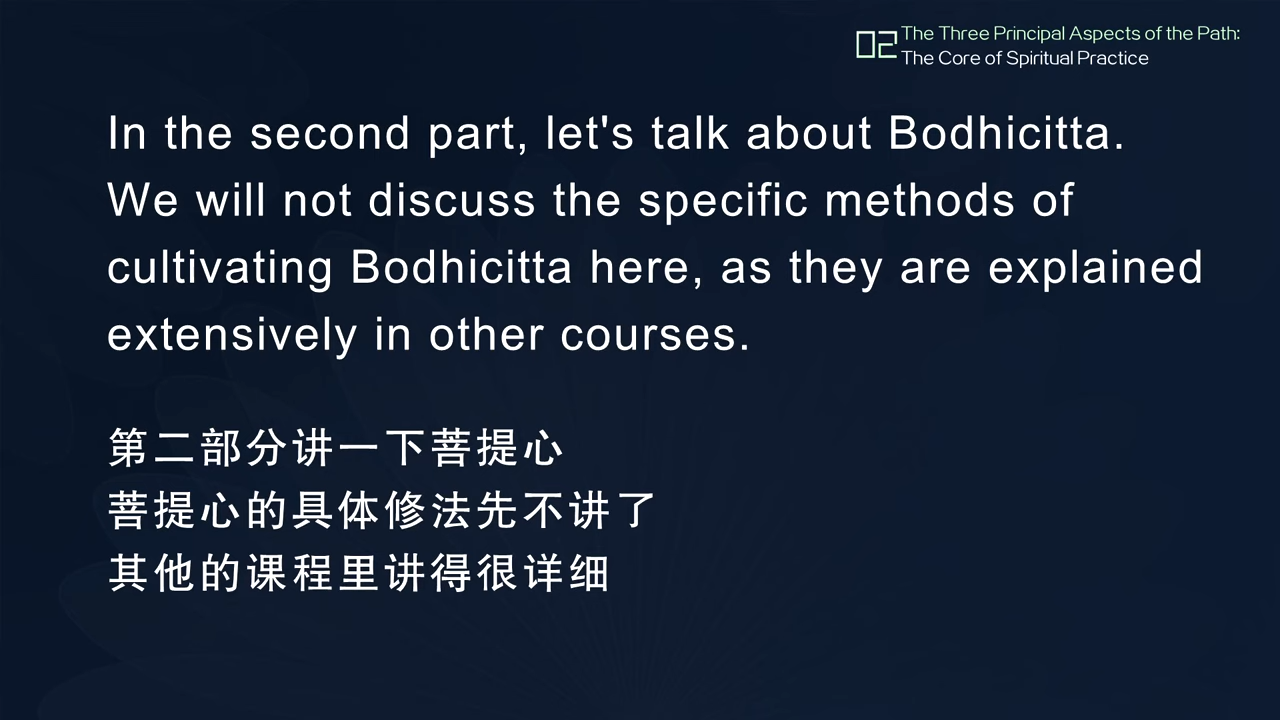 02
The Three Principal Aspects of the Path:
The Core of Spiritual Practice
In the second part, let's talk about Bodhicitta.
We will not discuss the specific methods of
cultivating Bodhicitta here, as they are explained
extensively in other courses.
第二部分讲一下菩提心
菩提心的具体修法先不讲了
其他的课程里讲得很详细